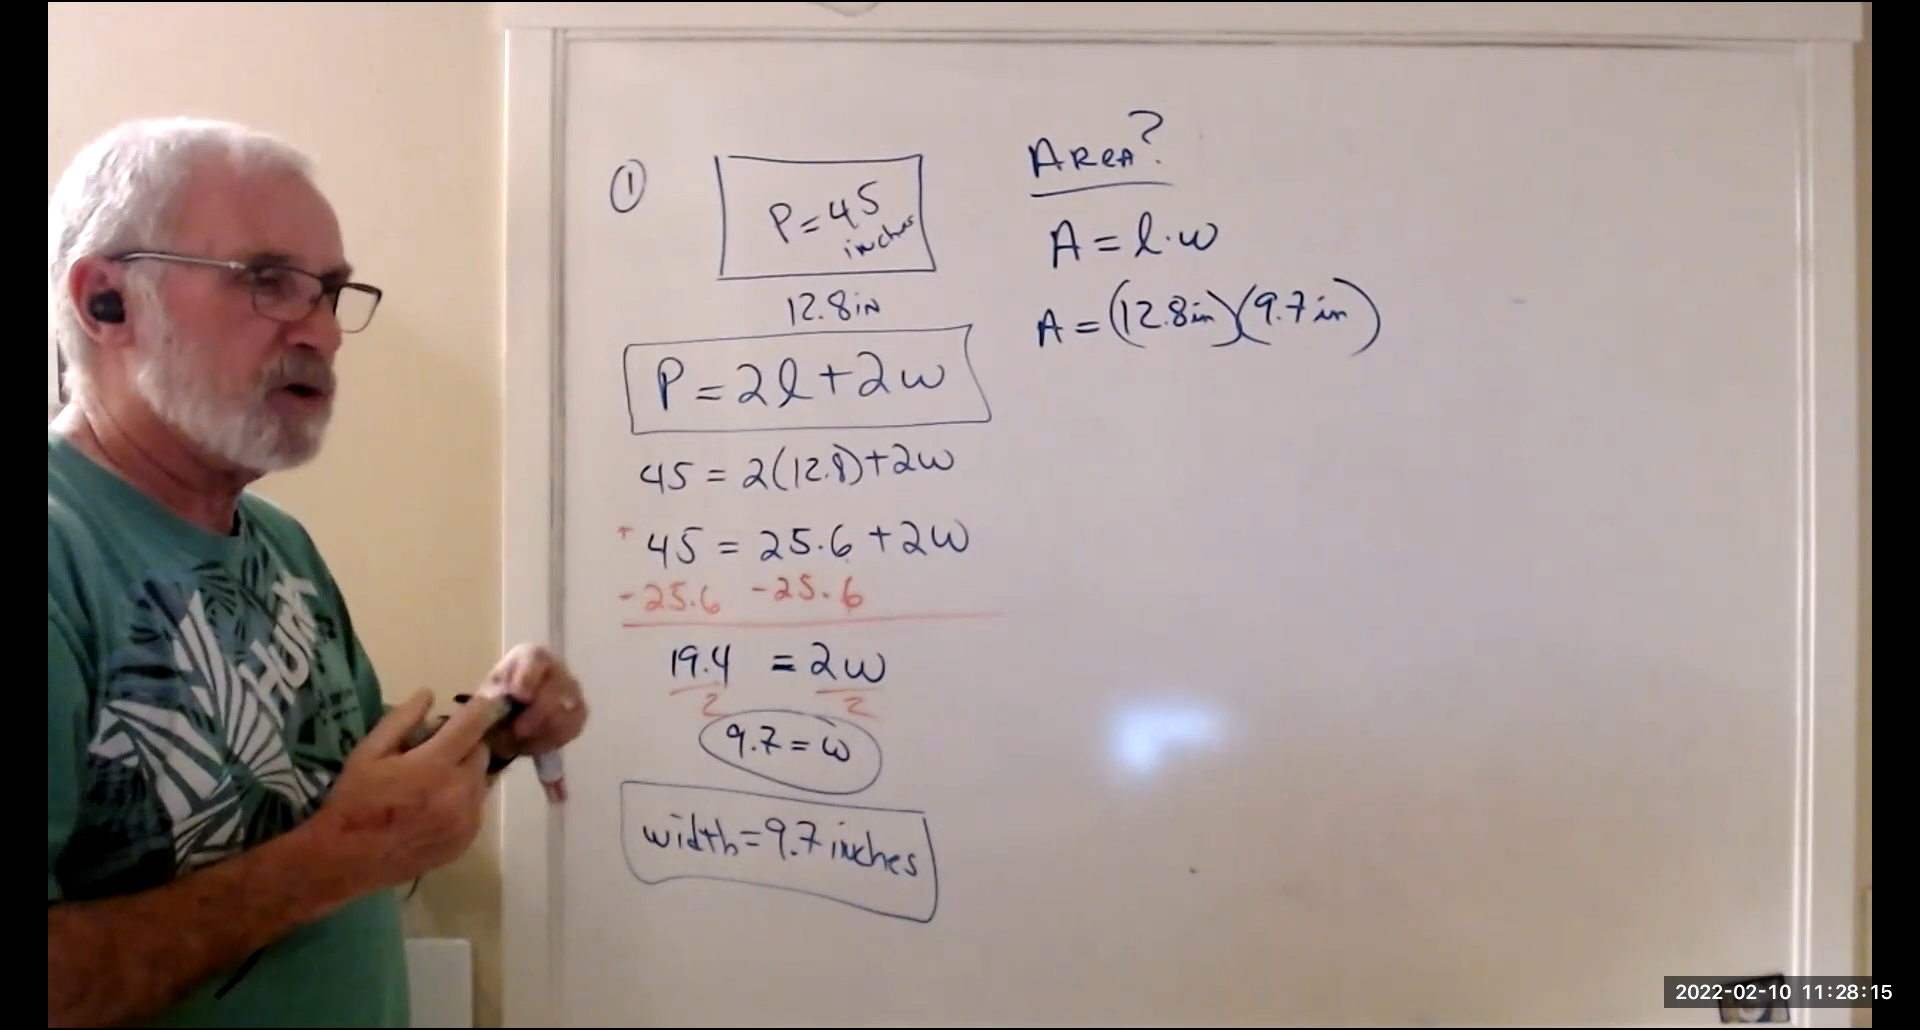 ①
P=45
inches
12.8in
P=2l+2w
45=2(12.8)+2w
45=25.6+2w
-25.6 -25.6
19.4 =2w
2 2
9.7=w
width=9.7 inches
AReA?
A=l·w
A=(12.8in)(9.7in)
HURLEY
2022-02-10 11:28:15